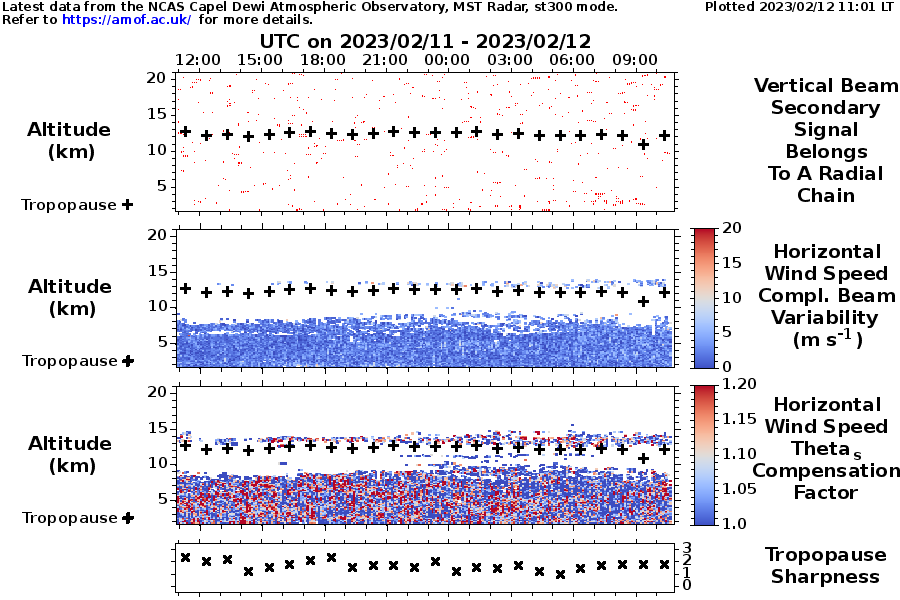 Latest data from the NCAS Capel Dewi Atmospheric Observatory, MST Radar, st300 mode.
Plotted 2023/02/12 11:01 LT
Refer to https://amof.ac.uk/ for more details.
UTC on 2023/02/11 - 2023/02/12
12:00 15:00 18:00 21:00 00:00 03:00 06:00 09:00
20
15
10
5
Altitude
(km)
Tropopause +
Vertical Beam
Secondary
Signal
Belongs
To A Radial
Chain
20
15
10
5
Altitude
(km)
Tropopause +
20
15
10
5
0
Horizontal
Wind Speed
Compl. Beam
Variability
(m s-1)
20
15
10
5
Altitude
(km)
Tropopause +
1.20
1.15
1.10
1.05
1.0
Horizontal
Wind Speed
Theta s
Compensation
Factor
3
2
1
0
Tropopause
Sharpness